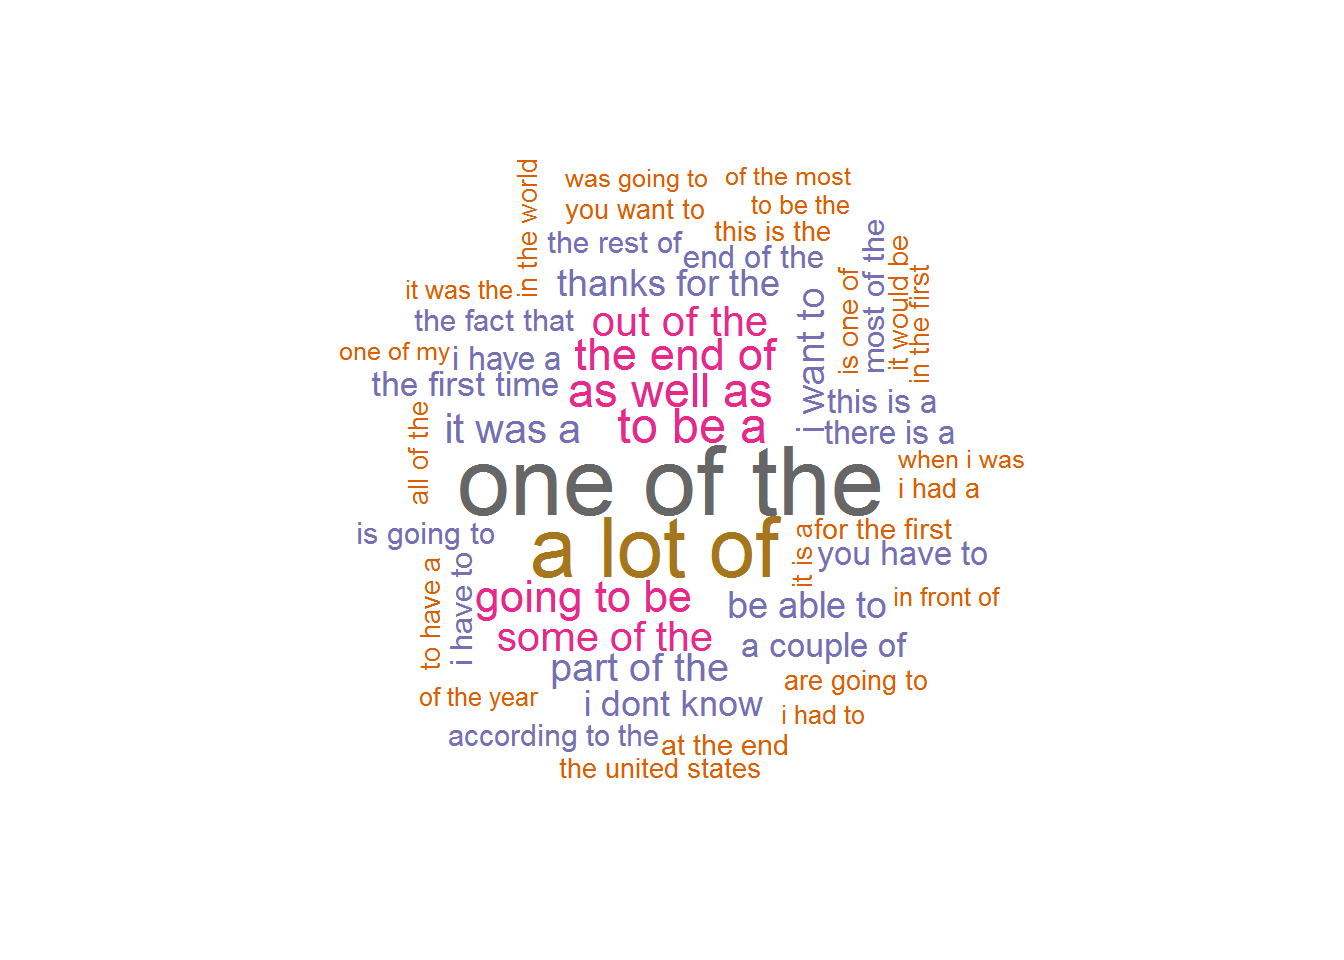 in the world
was going to
of the most
you want to
to be the
this is the
the rest of
end of the
most of the
it would be
in the first
is one of
thanks for the
it was the
i want to
the fact that
out of the
one of my
i have a
the end of
the first time
as well as
this is a
all of the
it was a
to be a
there is a
when i was
one of the
i had a
is going to
a lot of
it is a
for the first
you have to
to have a
i have to
going to be
be able to
in front of
some of the
a couple of
part of the
are going to
of the year
i dont know
i had to
according to the
at the end
the united states